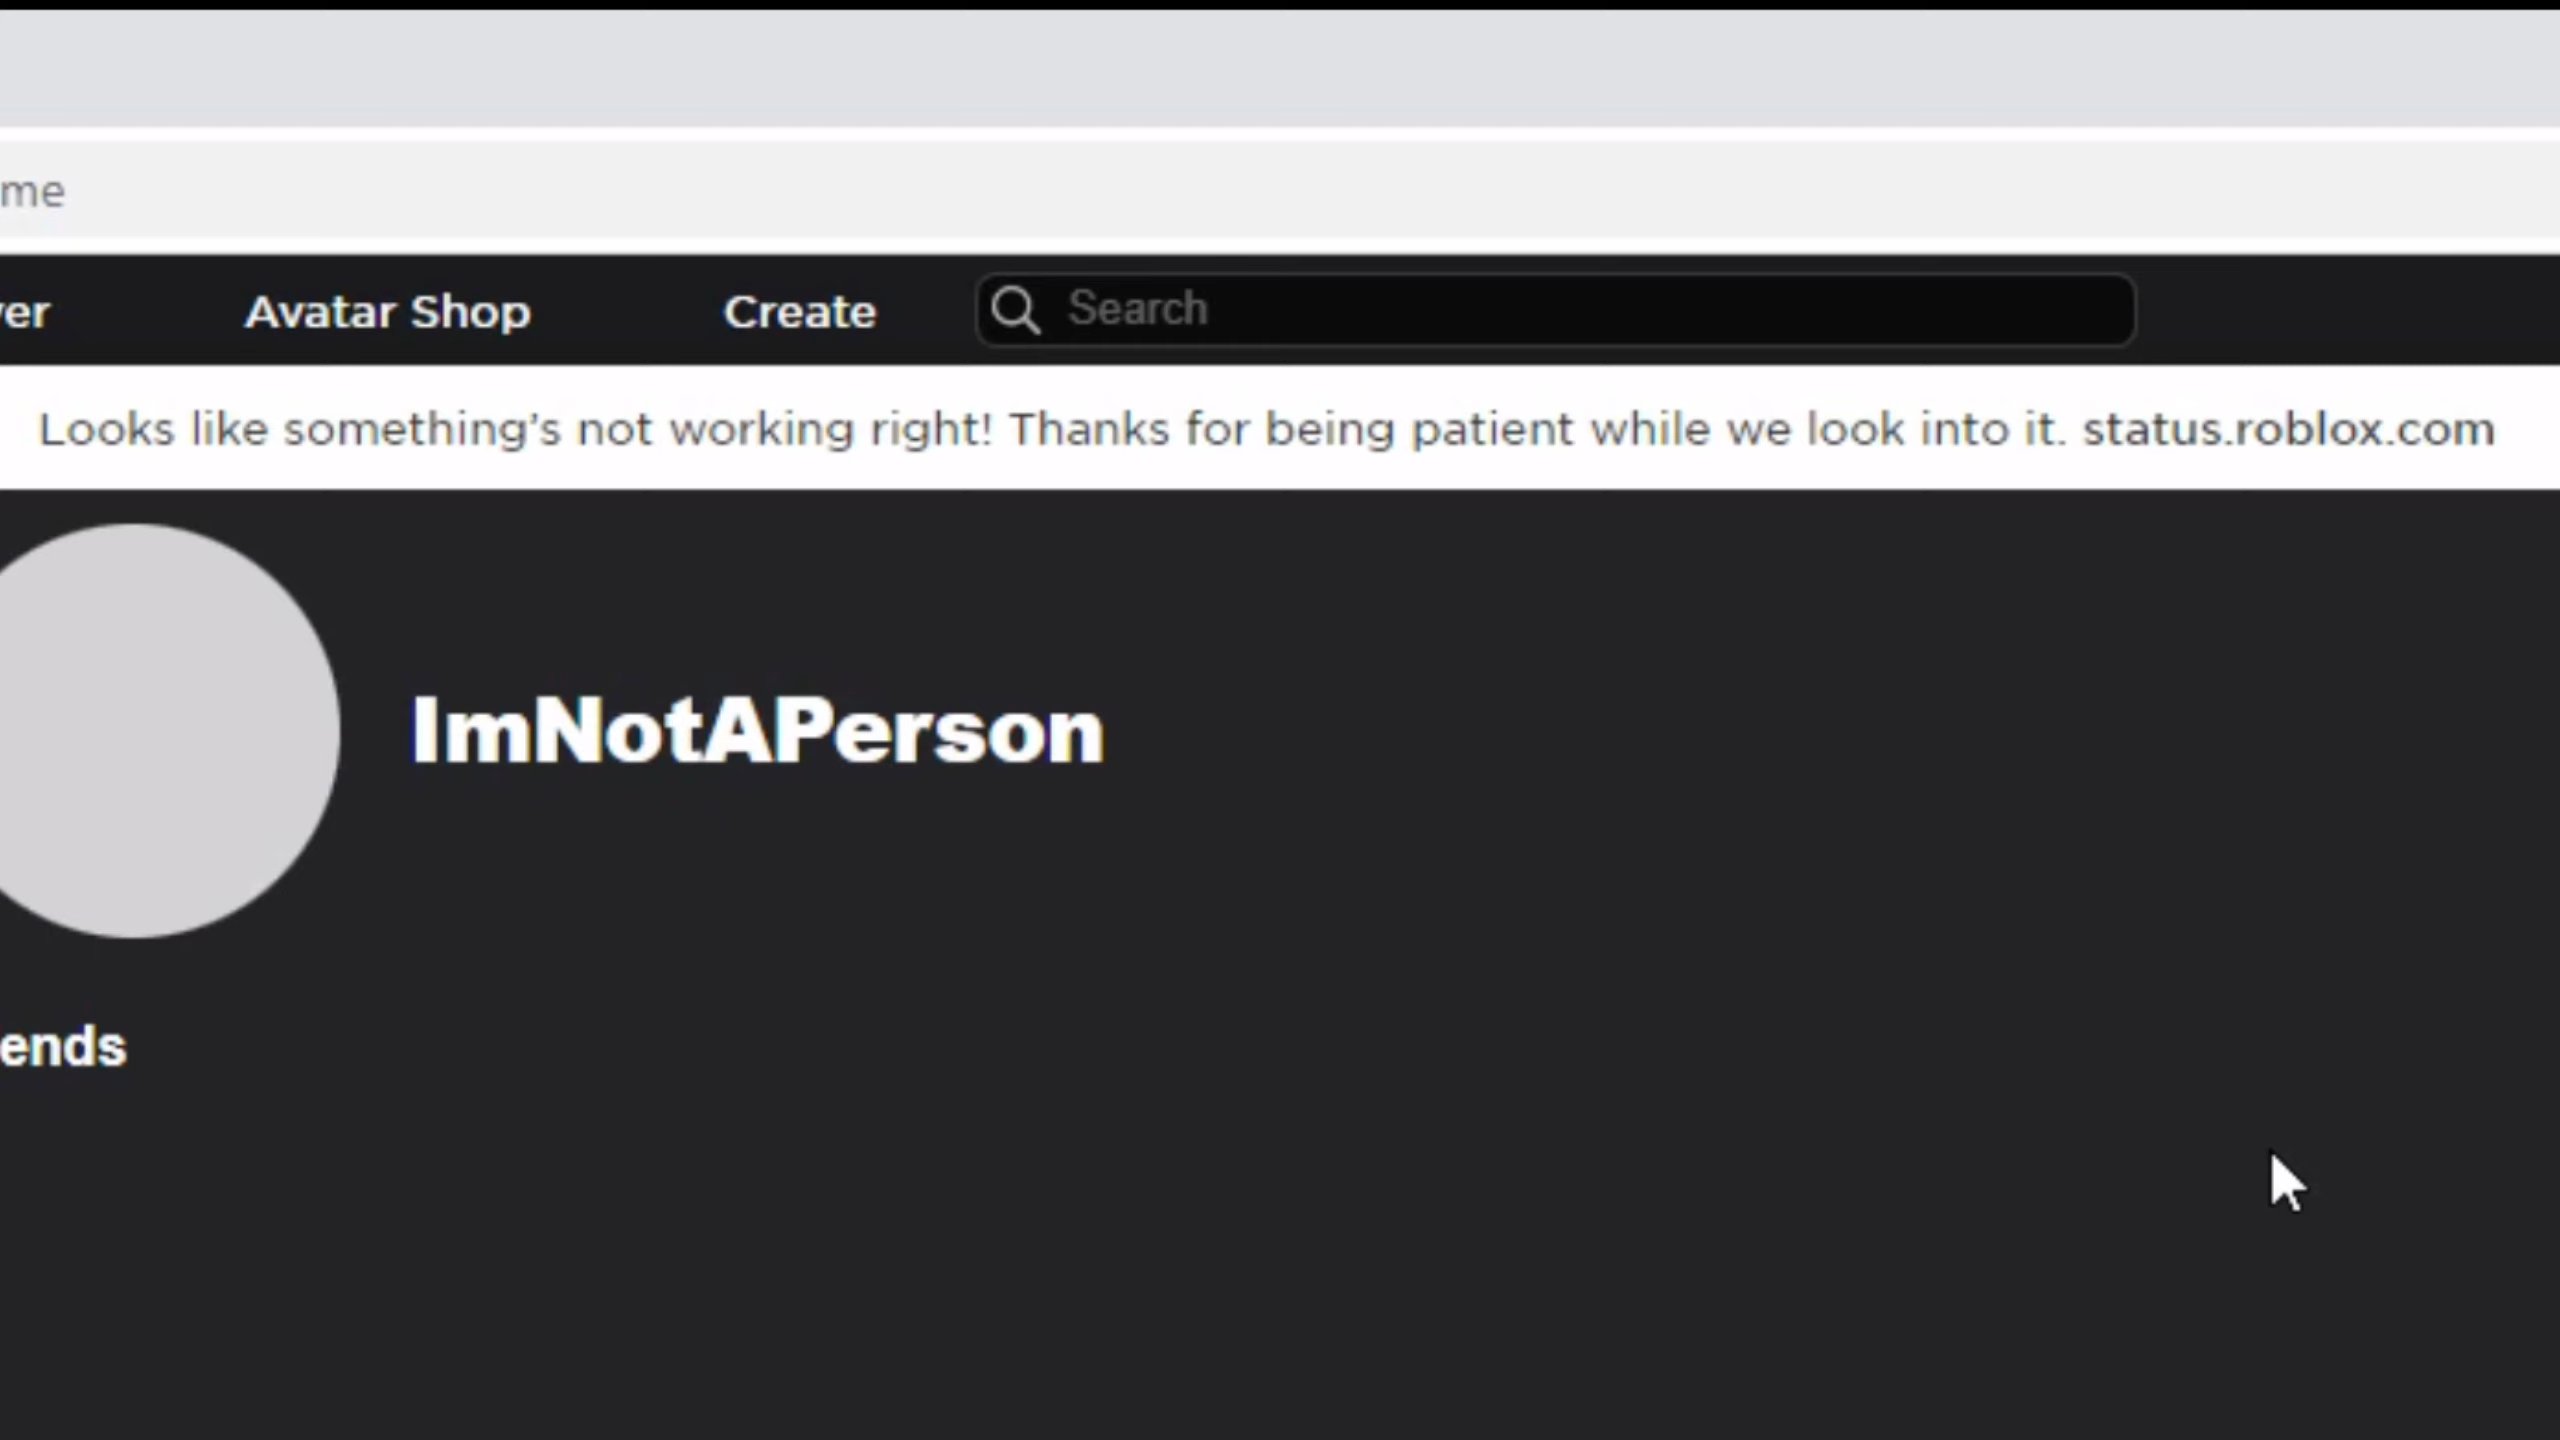 me
ver
Avatar Shop
Create
Search
Looks like something's not working right! Thanks for being patient while we look into it. status.roblox.com
ImNotAPerson
ends